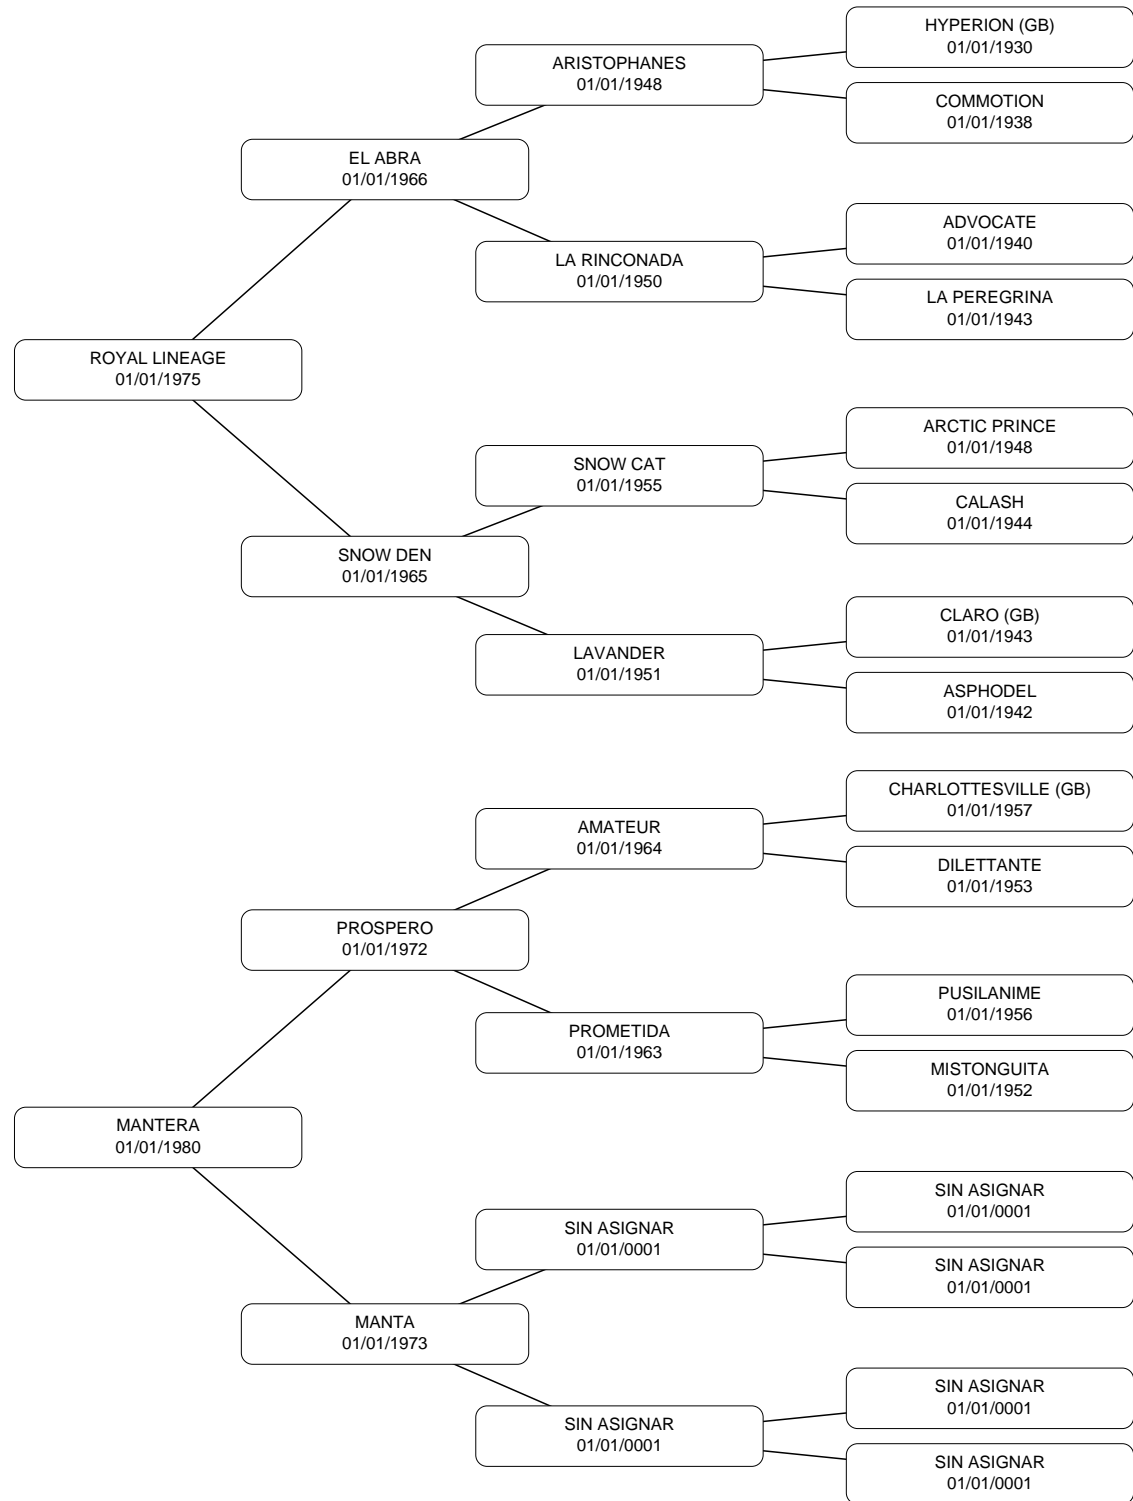 HYPERION (GB)
01/01/1930
ARISTOPHANES
01/01/1948
COMMOTION
01/01/1938
EL ABRA
01/01/1966
ADVOCATE
01/01/1940
LA RINCONADA
01/01/1950
LA PEREGRINA
01/01/1943
ROYAL LINEAGE
01/01/1975
ARCTIC PRINCE
01/01/1948
SNOW CAT
01/01/1955
CALASH
01/01/1944
SNOW DEN
01/01/1965
CLARO (GB)
01/01/1943
LAVANDER
01/01/1951
ASPHODEL
01/01/1942
CHARLOTTESVILLE (GB)
01/01/1957
AMATEUR
01/01/1964
DILETTANTE
01/01/1953
PROSPERO
01/01/1972
PUSILANIME
01/01/1956
PROMETIDA
01/01/1963
MISTONGUITA
01/01/1952
MANTERA
01/01/1980
SIN ASIGNAR
01/01/0001
SIN ASIGNAR
01/01/0001
SIN ASIGNAR
01/01/0001
MANTA
01/01/1973
SIN ASIGNAR
01/01/0001
SIN ASIGNAR
01/01/0001
SIN ASIGNAR
01/01/0001